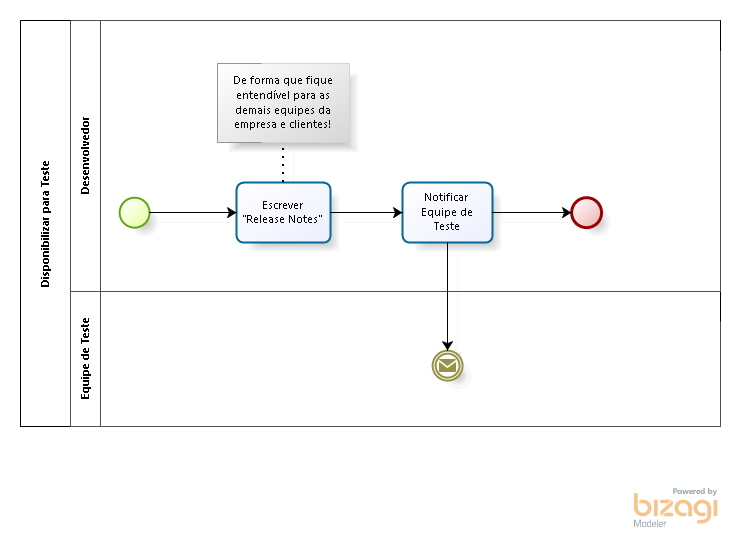 Disponibilizar para Teste
Desenvolvedor
De forma que fique
entendível para as
demais equipes da
empresa e clientes!
Escrever
"Release Notes"
Notificar
Equipe de
Teste
Equipe de Teste
Powered by
bizagi
Modeler